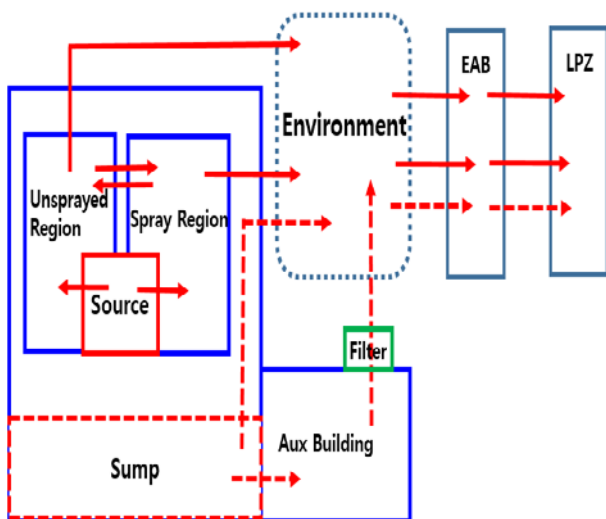 EAB
LPZ
Environment
Unsprayed
Region
Spray Region
Source
Filter
Aux Building
Sump